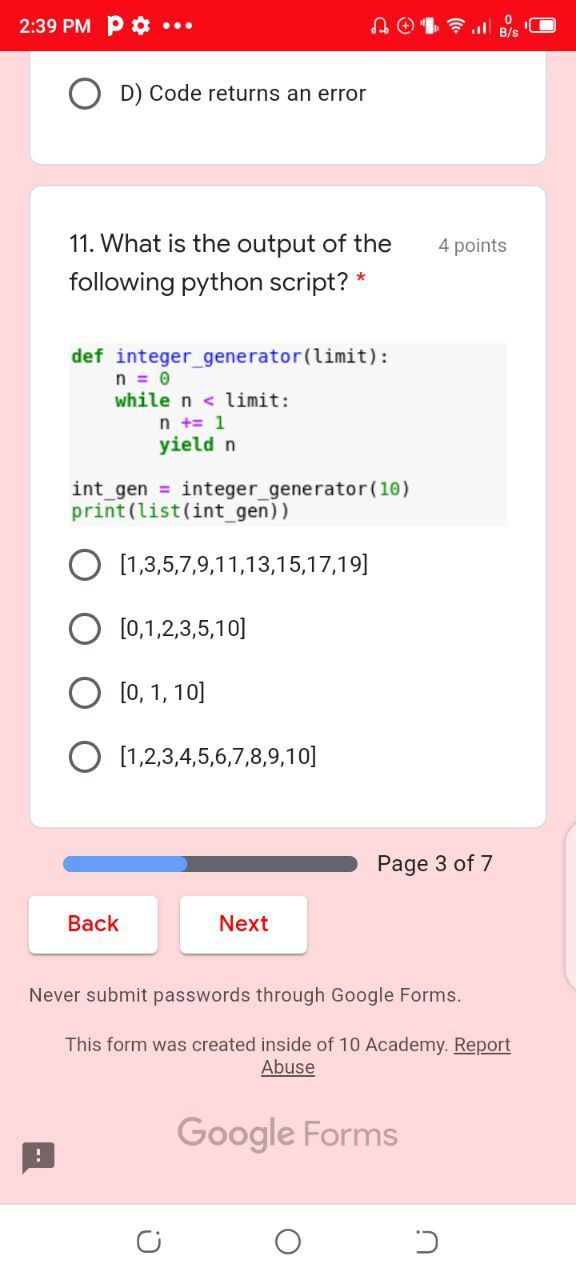 2:39 PM
0
B/s
D) Code returns an error
11. What is the output of the
4 points
following python script? *
def integer_generator(limit):
    n = 0
    while n < limit:
        n += 1
        yield n
int_gen = integer_generator(10)
print(list(int_gen))
[1,3,5,7,9,11,13,15,17,19]
[0,1,2,3,5,10]
[0, 1, 10]
[1,2,3,4,5,6,7,8,9,10]
Page 3 of 7
Back
Next
Never submit passwords through Google Forms.
This form was created inside of 10 Academy. Report
Abuse
Google Forms